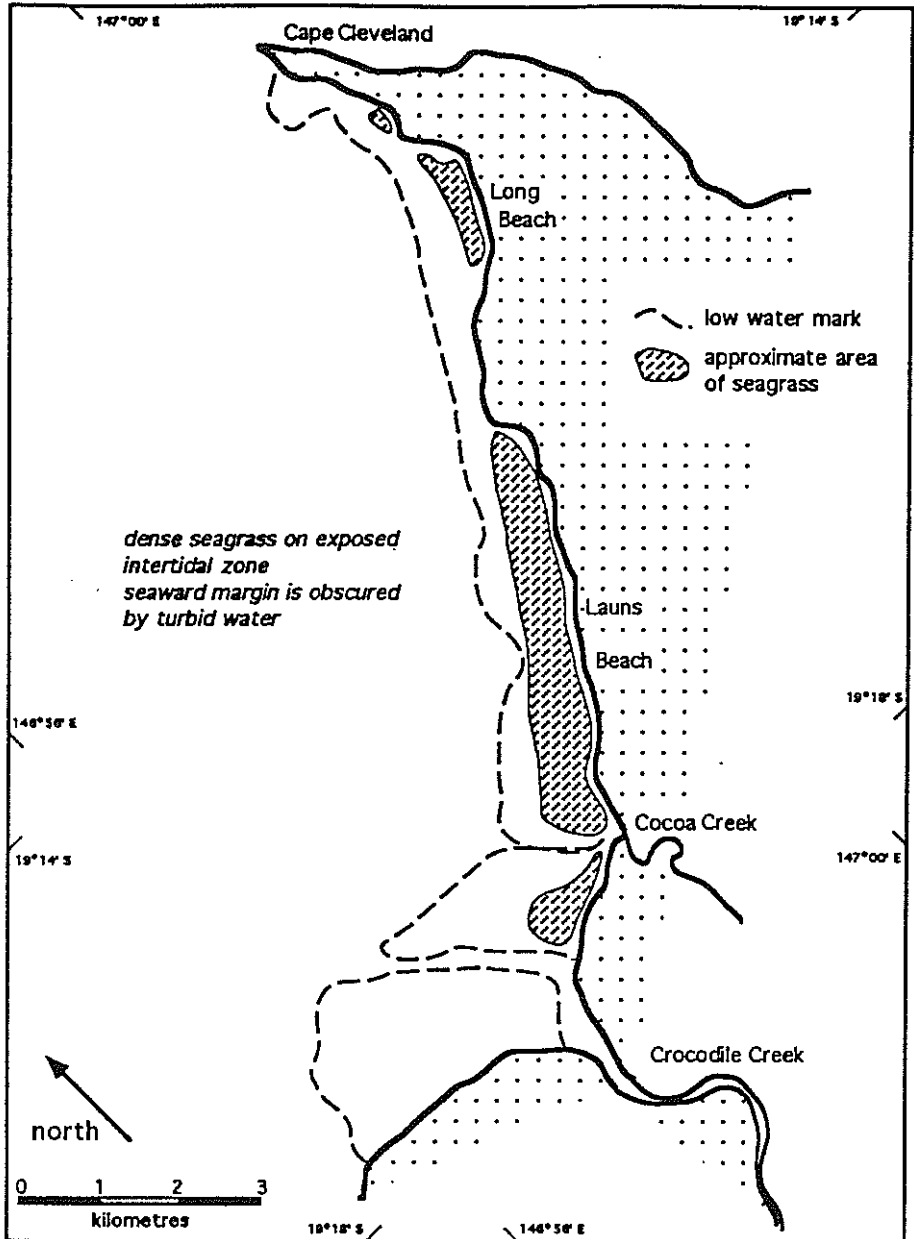 147°00' E
19°14' S
Cape Cleveland
Long
Beach
low water mark
approximate area
of seagrass
dense seagrass on exposed
intertidal zone
seaward margin is obscured
by turbid water
Launs
Beach
19°18' S
146°56' E
Cocoa Creek
19°14' S
147°00' E
Crocodile Creek
north
0 1 2 3
kilometres
19°18' S
146°56' E